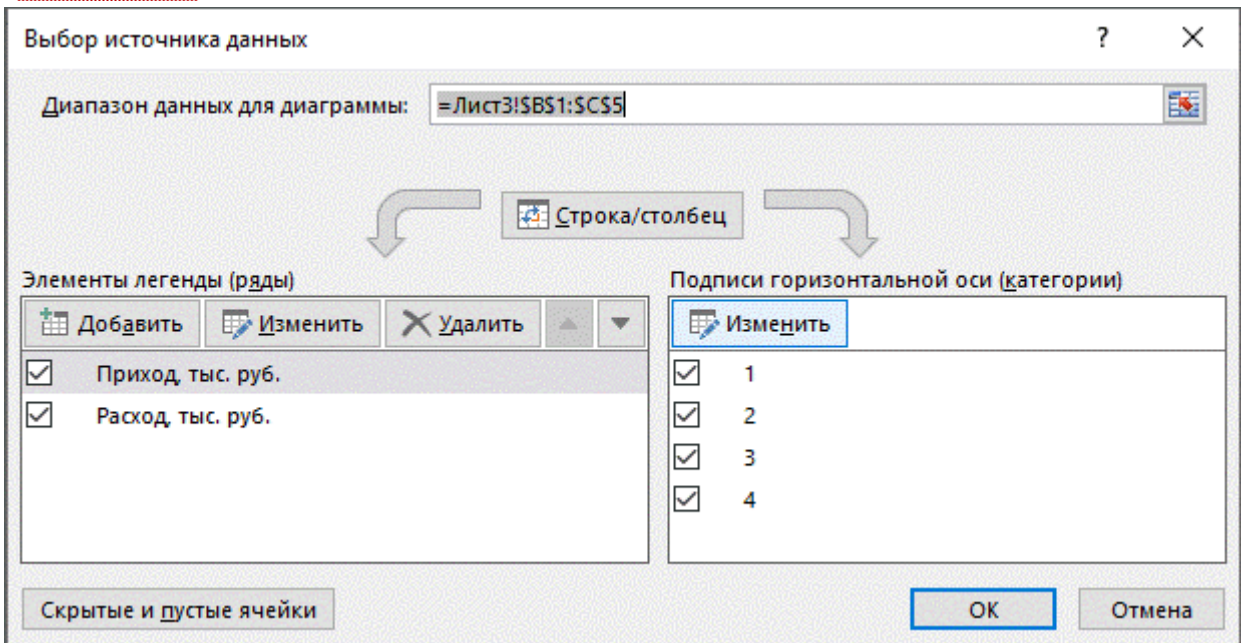 Выбор источника данных ?
Диапазон данных для диаграммы: =Лист3!$B$1:$C$5
Строка/столбец
Элементы легенды (ряды)
Добавить Изменить Удалить
Приход, тыс. руб.
Расход, тыс. руб.
Подписи горизонтальной оси (категории)
Изменить
1
2
3
4
Скрытые и пустые ячейки
ОК Отмена